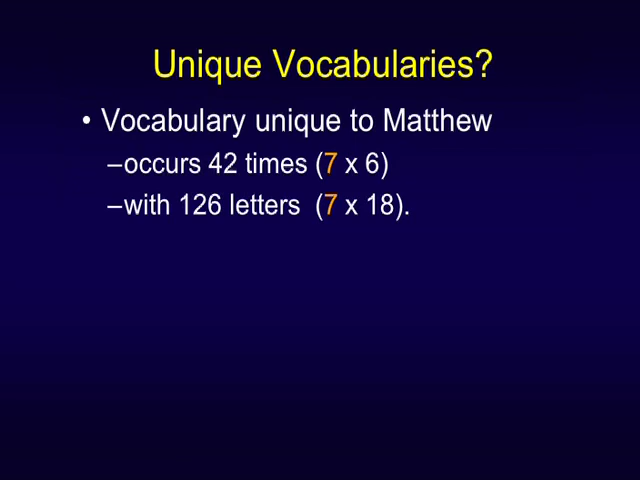 Unique Vocabularies?
• Vocabulary unique to Matthew
–occurs 42 times (7 x 6)
–with 126 letters (7 x 18).